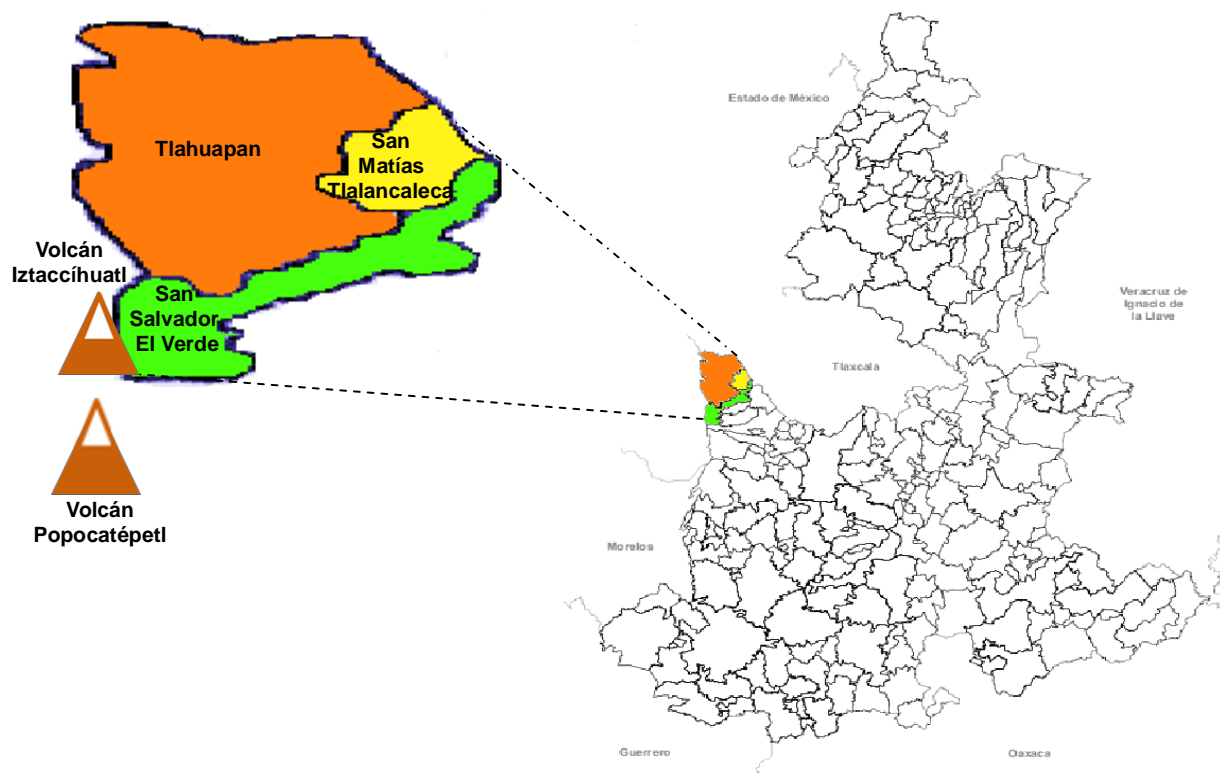 Tlahuapan
San
Matías
Tlalancaleca
Volcán
Iztaccíhuatl
San
Salvador
El Verde
Volcán
Popocatépetl
Estado de México
Veracruz de
Ignacio de
la Llave
Tlaxcala
Morelos
Guerrero
Oaxaca